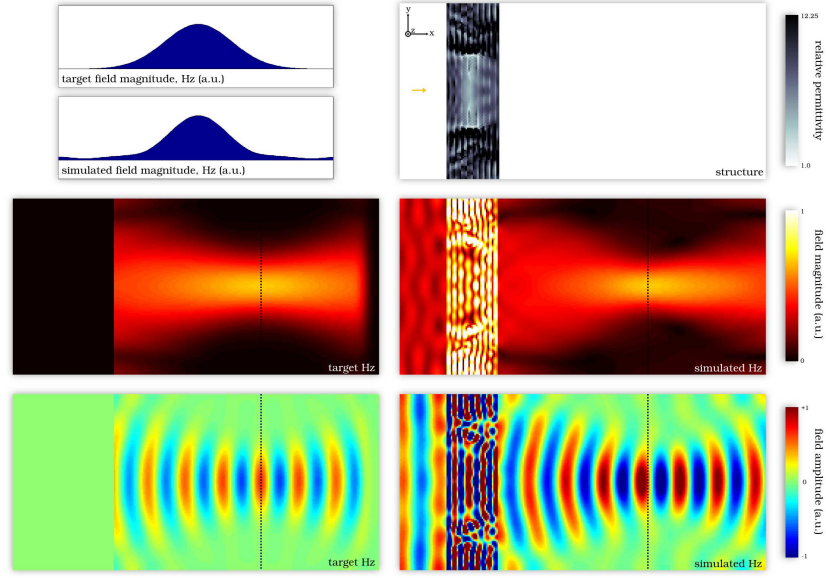 target field magnitude, Hz (a.u.)
simulated field magnitude, Hz (a.u.)
y
z
x
structure
12.25
relative permittivity
1.0
target Hz
simulated Hz
1
field magnitude (a.u.)
0
target Hz
simulated Hz
+1
field amplitude (a.u.)
0
-1